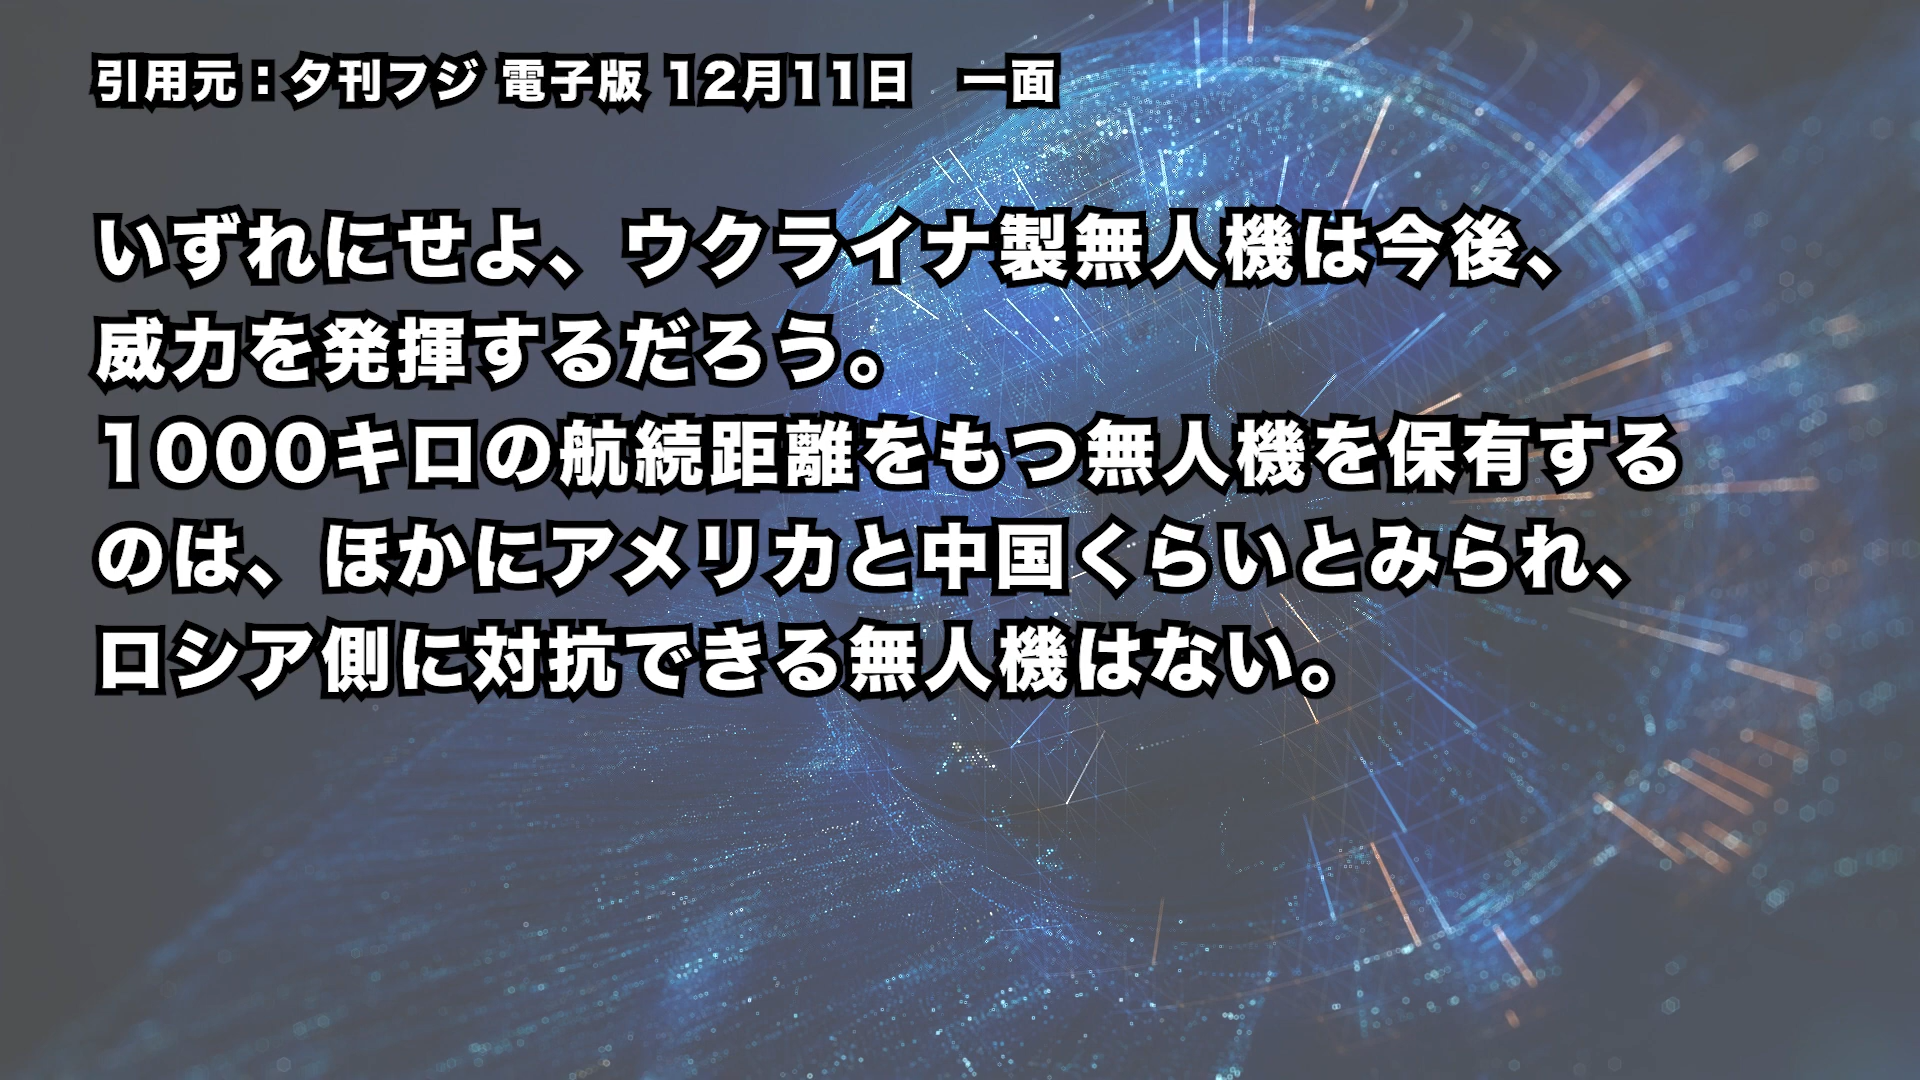 引用元：夕刊フジ 電子版 12月11日　一面
いずれにせよ、ウクライナ製無人機は今後、
威力を発揮するだろう。
1000キロの航続距離をもつ無人機を保有する
のは、ほかにアメリカと中国くらいとみられ、
ロシア側に対抗できる無人機はない。